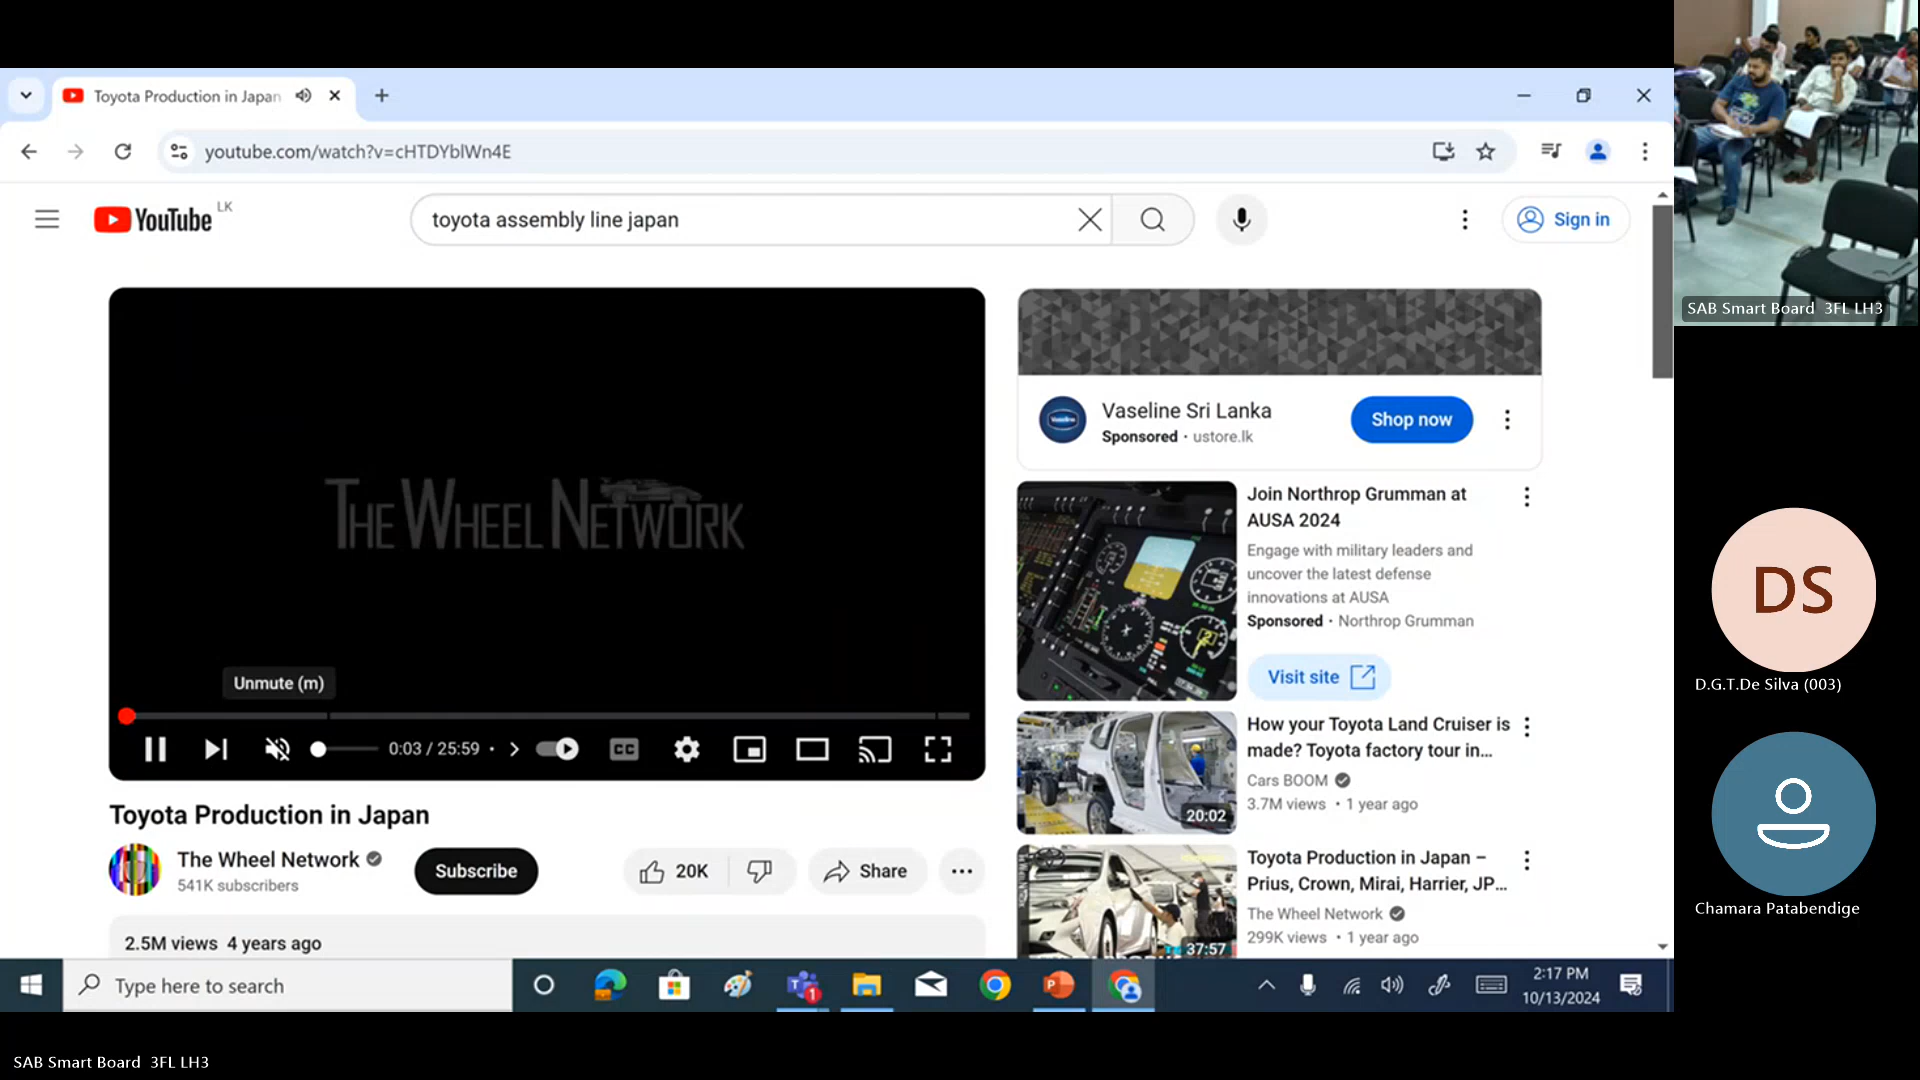 Toyota Production in Japan
youtube.com/watch?v=cHTDYblWn4E
YouTube LK
toyota assembly line japan
Sign in
THE WHEEL NETWORK
Unmute (m)
0:03 / 25:59
CC
Toyota Production in Japan
The Wheel Network
541K subscribers
Subscribe
20K
Share
2.5M views 4 years ago
Vaseline Sri Lanka
Sponsored · ustore.lk
Shop now
Join Northrop Grumman at
AUSA 2024
Engage with military leaders and
uncover the latest defense
innovations at AUSA
Sponsored · Northrop Grumman
Visit site
How your Toyota Land Cruiser is
made? Toyota factory tour in...
Cars BOOM
3.7M views • 1 year ago
20:02
Toyota Production in Japan –
Prius, Crown, Mirai, Harrier, JP...
The Wheel Network
299K views • 1 year ago
37:57
Type here to search
1
2:17 PM
10/13/2024
SAB Smart Board 3FL LH3
DS
D.G.T.De Silva (003)
Chamara Patabendige
SAB Smart Board 3FL LH3